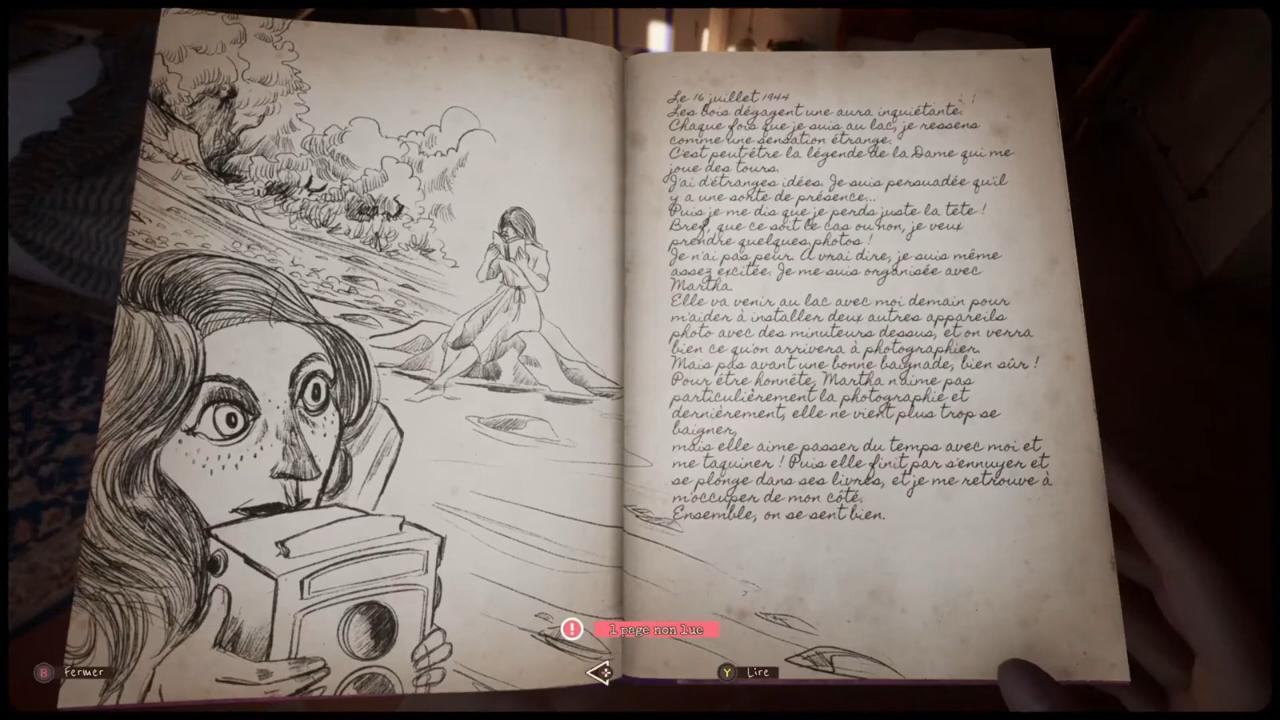 Le 16 juillet 1944
Les bois dégagent une aura inquiétante.
Chaque fois que je suis au lac, je ressens
comme une sensation étrange.
C'est peut-être la légende de la Dame qui me
joue des tours.
J'ai d'étranges idées. Je suis persuadée qu'il
y a une sorte de présence...
Puis je me dis que je perds juste la tete !
Bref, que ce soit le cas ou non, je veux
prendre quelques photos !
Je n'ai pas peur. A vrai dire, je suis même
assez excitée. Je me suis organisée avec
Martha.
Elle va venir au lac avec moi demain pour
m'aider à installer deux autres appareils
photo avec des minuteurs dessus, et on verra
bien ce qu'on arrivera à photographier.
Mais pas avant une bonne baignade, bien sûr !
Pour être honnête, Martha n'aime pas
particulièrement la photographie et
dernièrement, elle ne vient plus trop se
baigner,
mais elle aime passer du temps avec moi et
me taquiner ! Puis elle finit par s'ennuyer et
se plonge dans ses livres, et je me retrouve à
m'occuper de mon côté.
Ensemble, on se sent bien.
! 1 page non lue
B Fermer
Y Lire